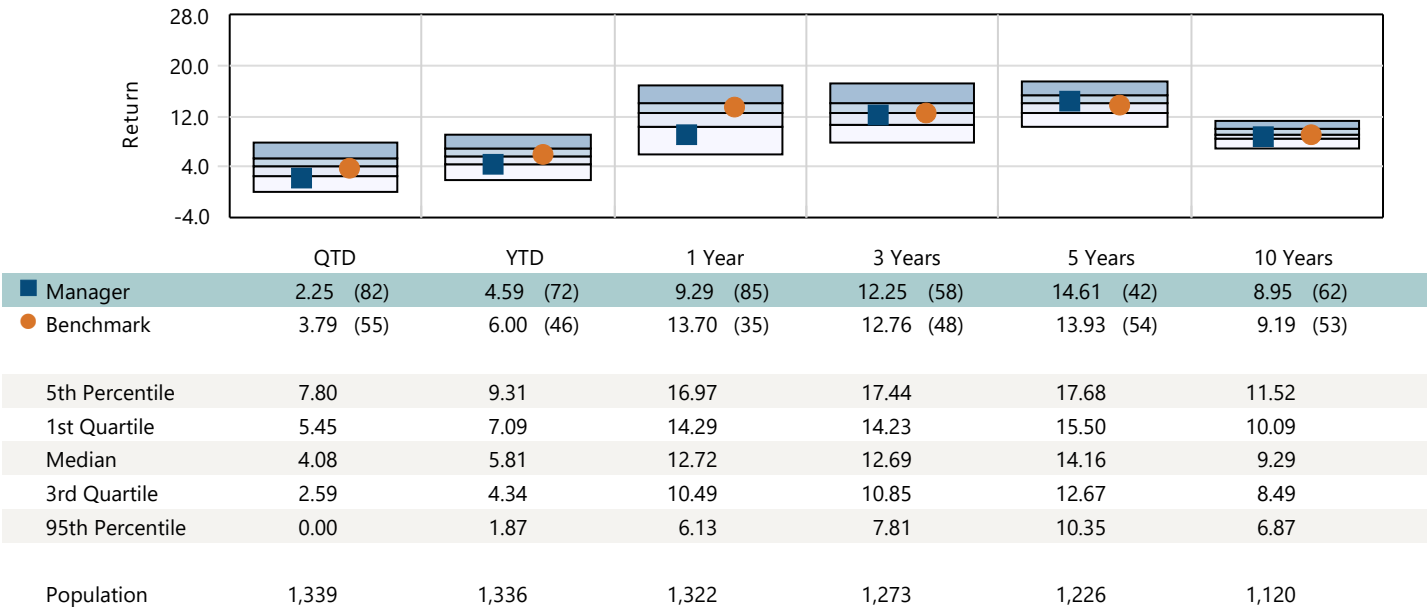 28.0
20.0
12.0
4.0
-4.0
Return
QTD YTD 1 Year 3 Years 5 Years 10 Years
Manager 2.25 (82) 4.59 (72) 9.29 (85) 12.25 (58) 14.61 (42) 8.95 (62)
Benchmark 3.79 (55) 6.00 (46) 13.70 (35) 12.76 (48) 13.93 (54) 9.19 (53)
5th Percentile 7.80 9.31 16.97 17.44 17.68 11.52
1st Quartile 5.45 7.09 14.29 14.23 15.50 10.09
Median 4.08 5.81 12.72 12.69 14.16 9.29
3rd Quartile 2.59 4.34 10.49 10.85 12.67 8.49
95th Percentile 0.00 1.87 6.13 7.81 10.35 6.87
Population 1,339 1,336 1,322 1,273 1,226 1,120